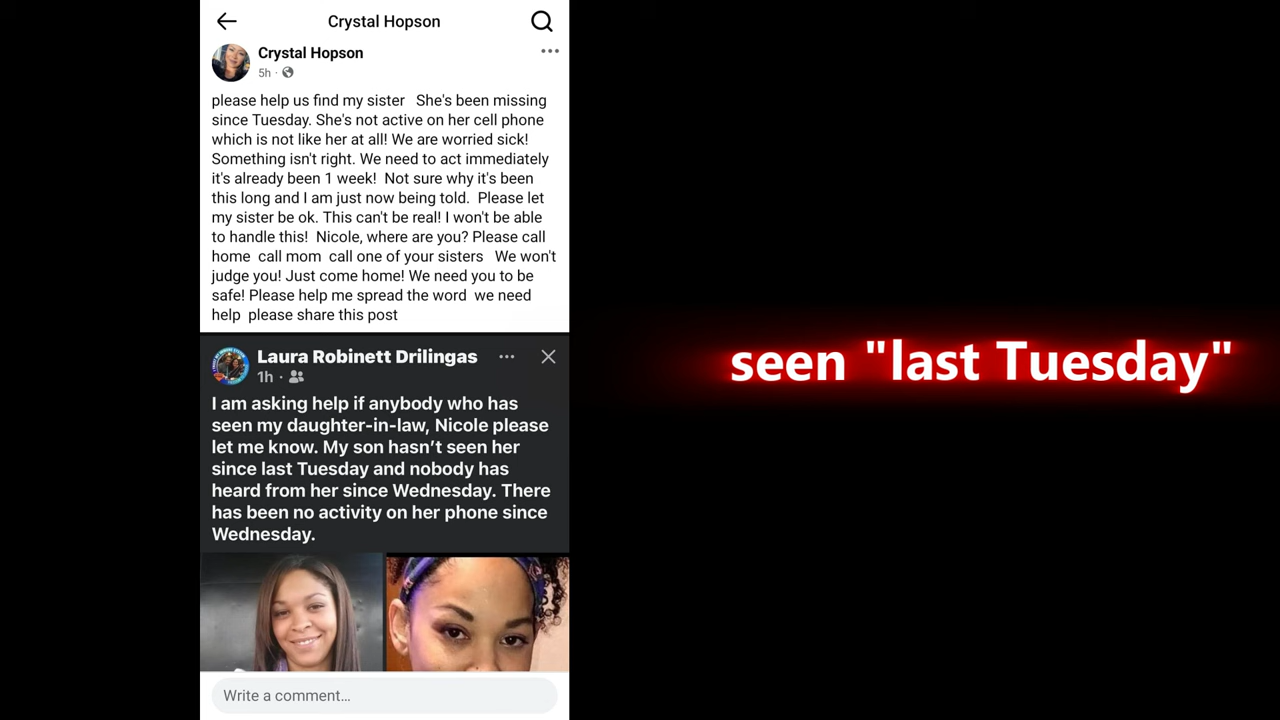 Crystal Hopson
Crystal Hopson
5h ·
please help us find my sister   She's been missing
since Tuesday. She's not active on her cell phone
which is not like her at all! We are worried sick!
Something isn't right. We need to act immediately
it's already been 1 week!  Not sure why it's been
this long and I am just now being told.  Please let
my sister be ok. This can't be real! I won't be able
to handle this!  Nicole, where are you? Please call
home  call mom  call one of your sisters   We won't
judge you! Just come home! We need you to be
safe! Please help me spread the word  we need
help  please share this post
Laura Robinett Drilingas
1h ·
I am asking help if anybody who has
seen my daughter-in-law, Nicole please
let me know. My son hasn’t seen her
since last Tuesday and nobody has
heard from her since Wednesday. There
has been no activity on her phone since
Wednesday.
Write a comment...
seen "last Tuesday"